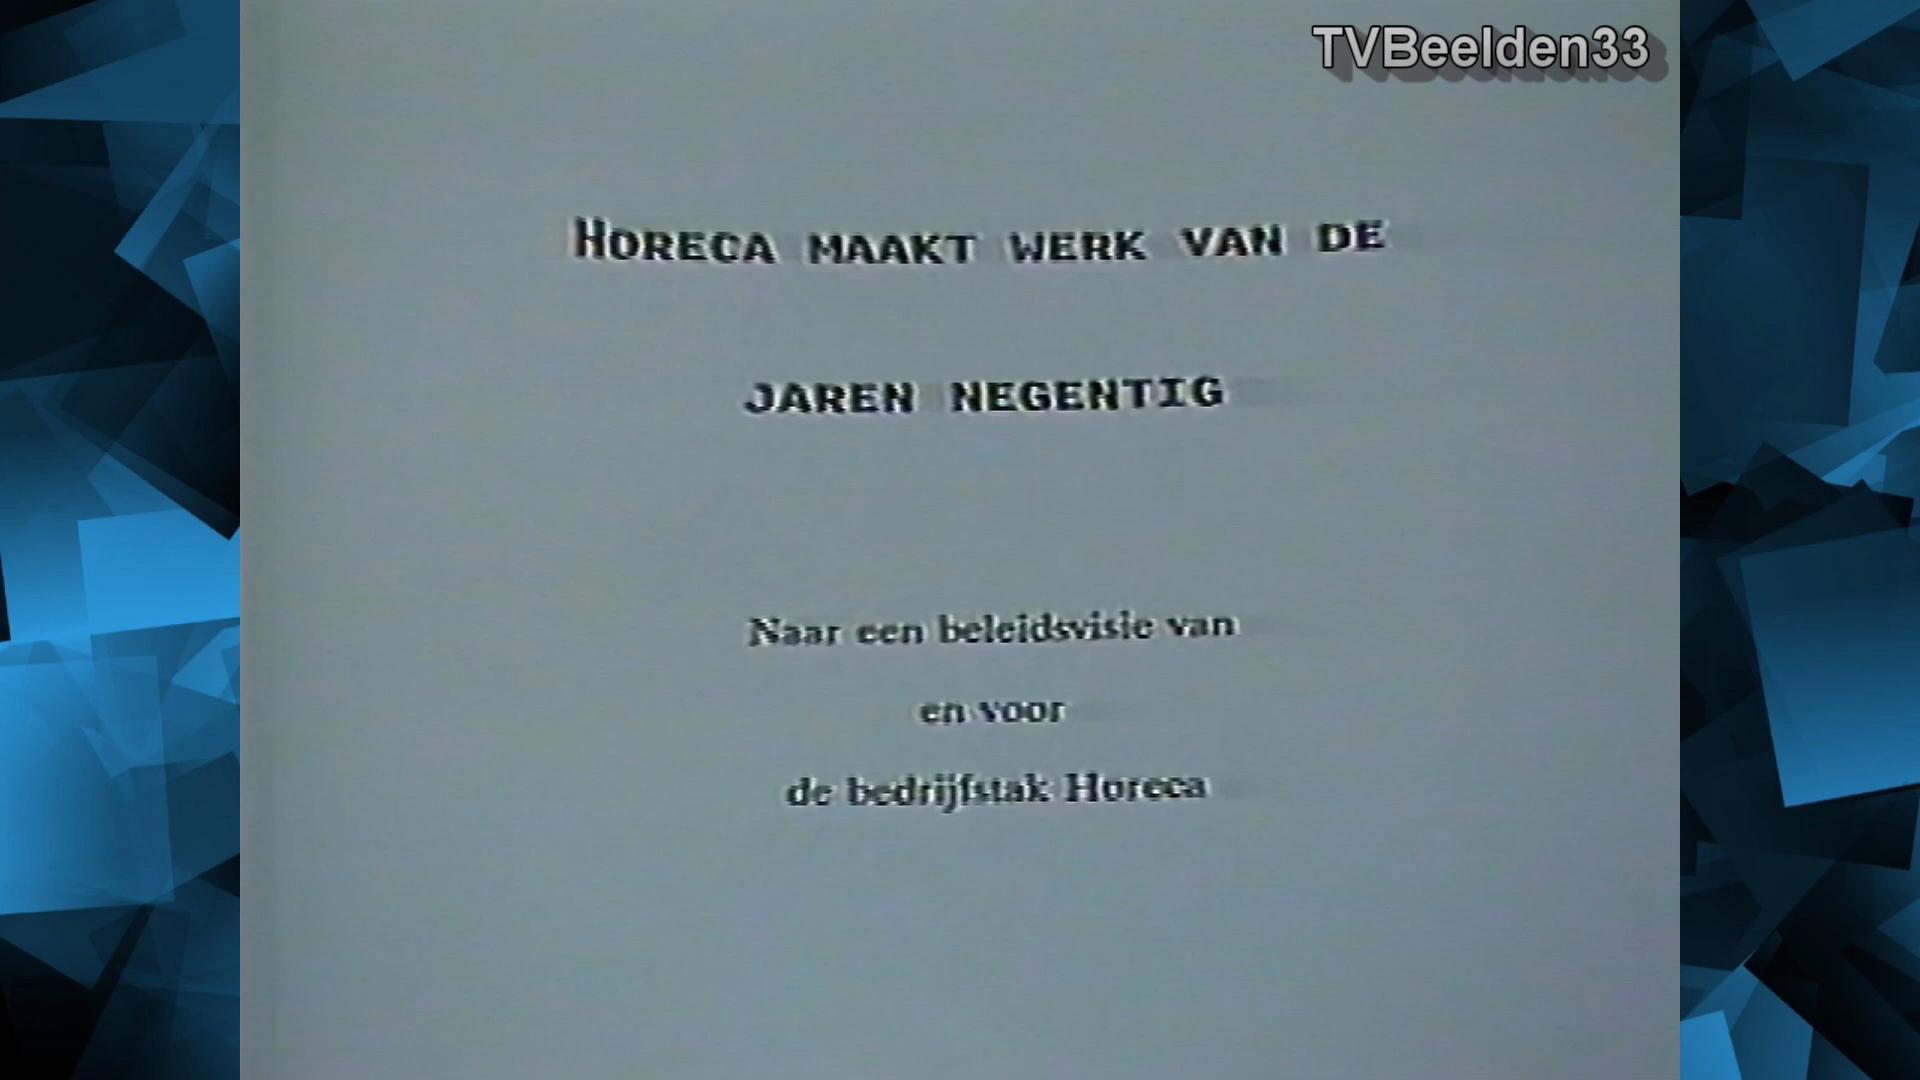 TVBeelden33
HORECA MAAKT WERK VAN DE
JAREN NEGENTIG
Naar een beleidsvisie van
en voor
de bedrijfstak Horeca